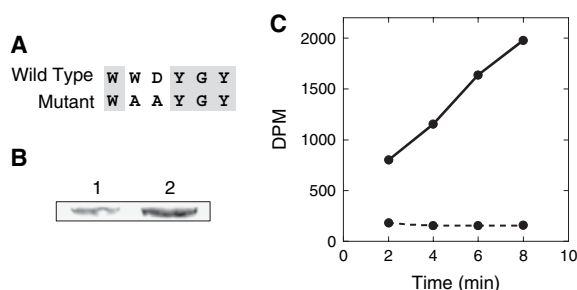 A
Wild Type W W D Y G Y
Mutant W A A Y G Y
B
1 2
C
DPM
2000
1500
1000
500
0
0 2 4 6 8 10
Time (min)